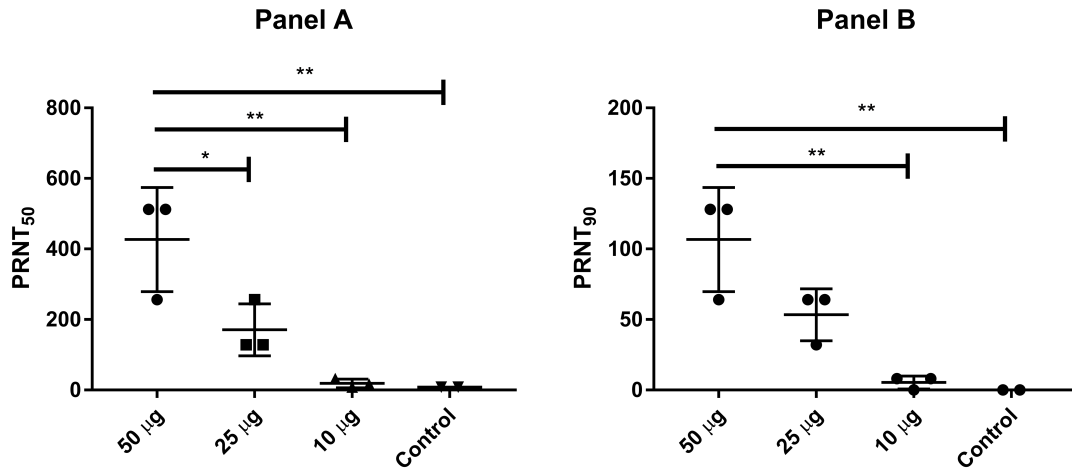 Panel A
**
**
*
PRNT50
800
600
400
200
0
50 μg
25 μg
10 μg
Control
Panel B
**
**
PRNT90
200
150
100
50
0
50 μg
25 μg
10 μg
Control